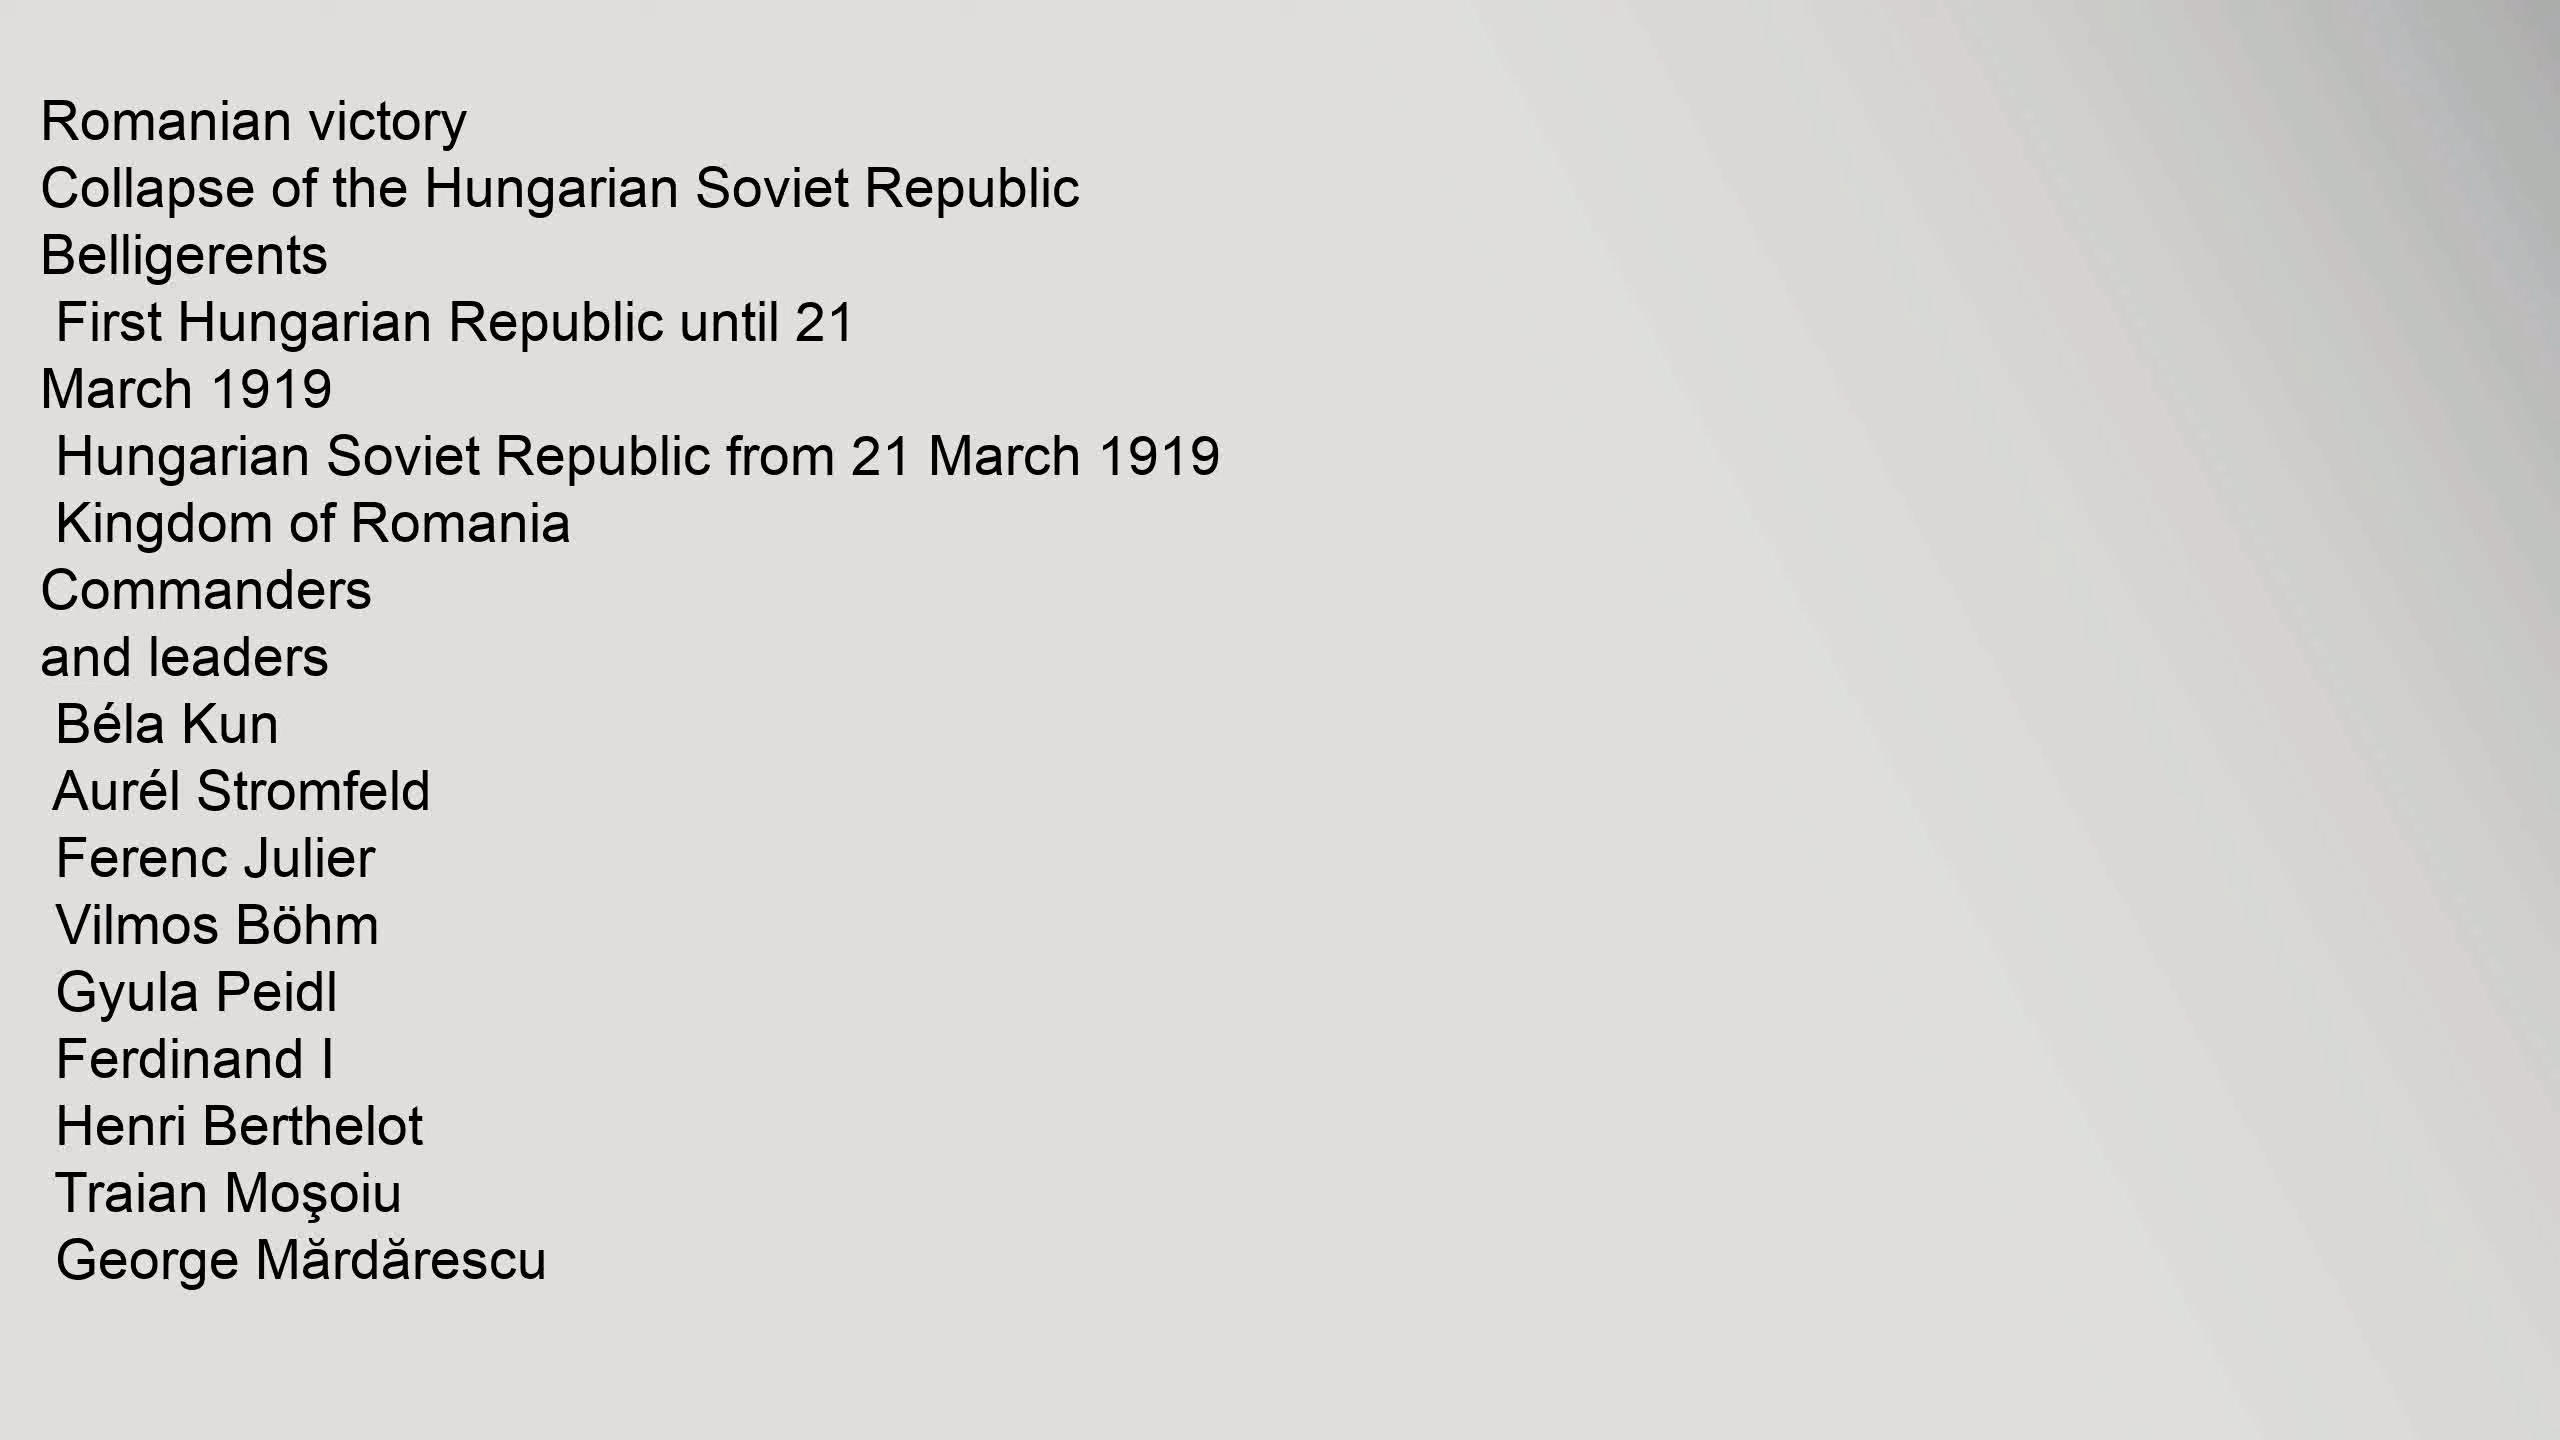 Romanian victory
Collapse of the Hungarian Soviet Republic
Belligerents
First Hungarian Republic until 21
March 1919
Hungarian Soviet Republic from 21 March 1919
Kingdom of Romania
Commanders
and leaders
Béla Kun
Aurél Stromfeld
Ferenc Julier
Vilmos Böhm
Gyula Peidl
Ferdinand I
Henri Berthelot
Traian Moşoiu
George Mărdărescu